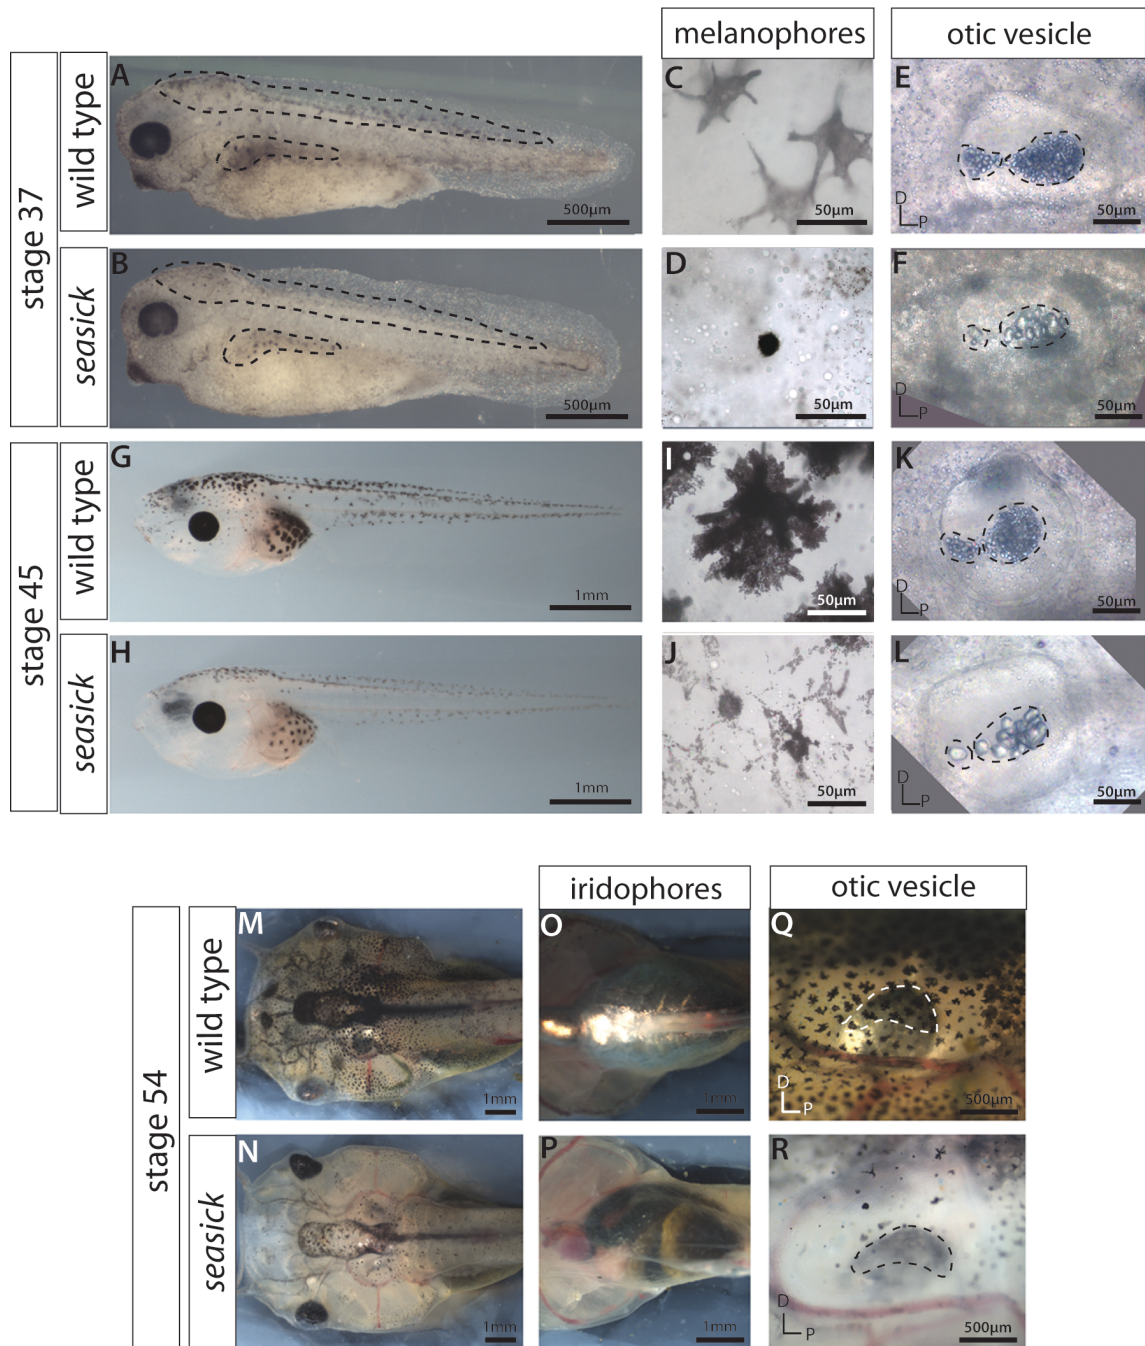 melanophores
otic vesicle
stage 37
wild type
A
500µm
C
50µm
E
D
P
50µm
seasick
B
500µm
D
50µm
F
D
P
50µm
stage 45
wild type
G
1mm
I
50µm
K
D
P
50µm
seasick
H
1mm
J
50µm
L
D
P
50µm
iridophores
otic vesicle
stage 54
wild type
M
1mm
O
1mm
Q
D
P
500µm
seasick
N
1mm
P
1mm
R
D
P
500µm